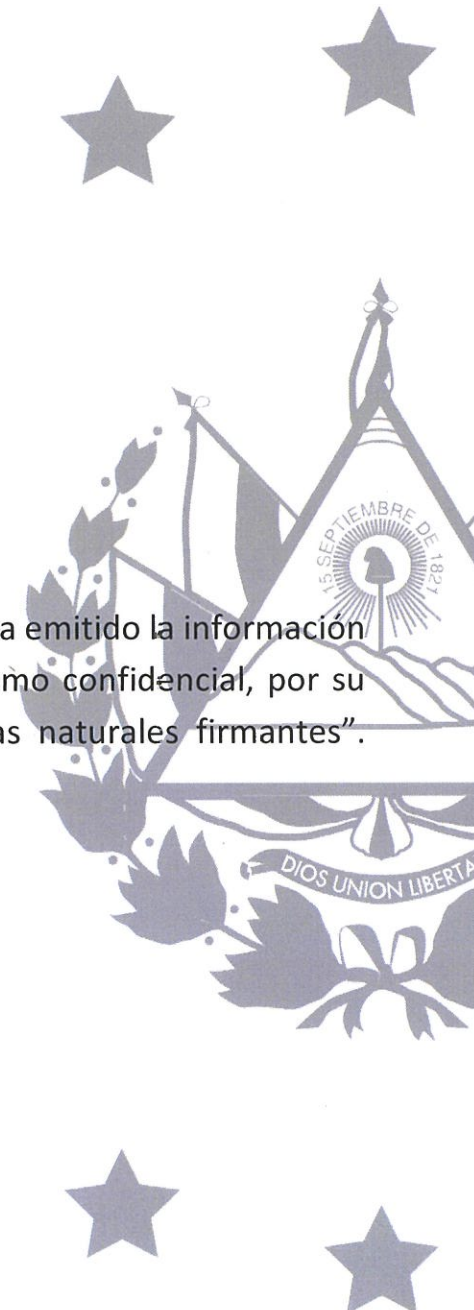 15 SEPTIEMBRE DE 1821
a emitido la información
mo confidencial, por su
as naturales firmantes”.
DIOS UNION LIBERTA